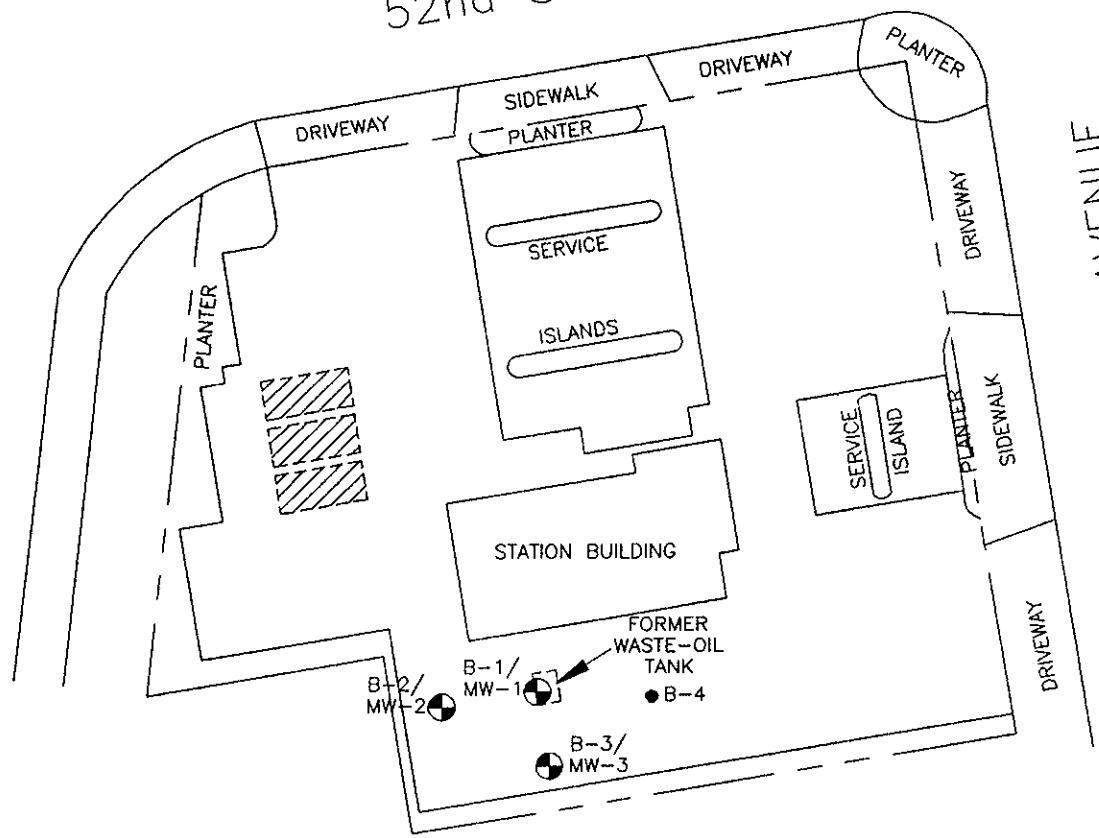 52nd
DRIVEWAY
SIDEWALK
PLANTER
DRIVEWAY
PLANTER
SERVICE
ISLANDS
PLANTER
DRIVEWAY
AVENUE
SERVICE
ISLAND
PLANTER
SIDEWALK
STATION BUILDING
FORMER
WASTE-OIL
TANK
B-1/
MW-1
B-2/
MW-2
B-4
B-3/
MW-3
DRIVEWAY